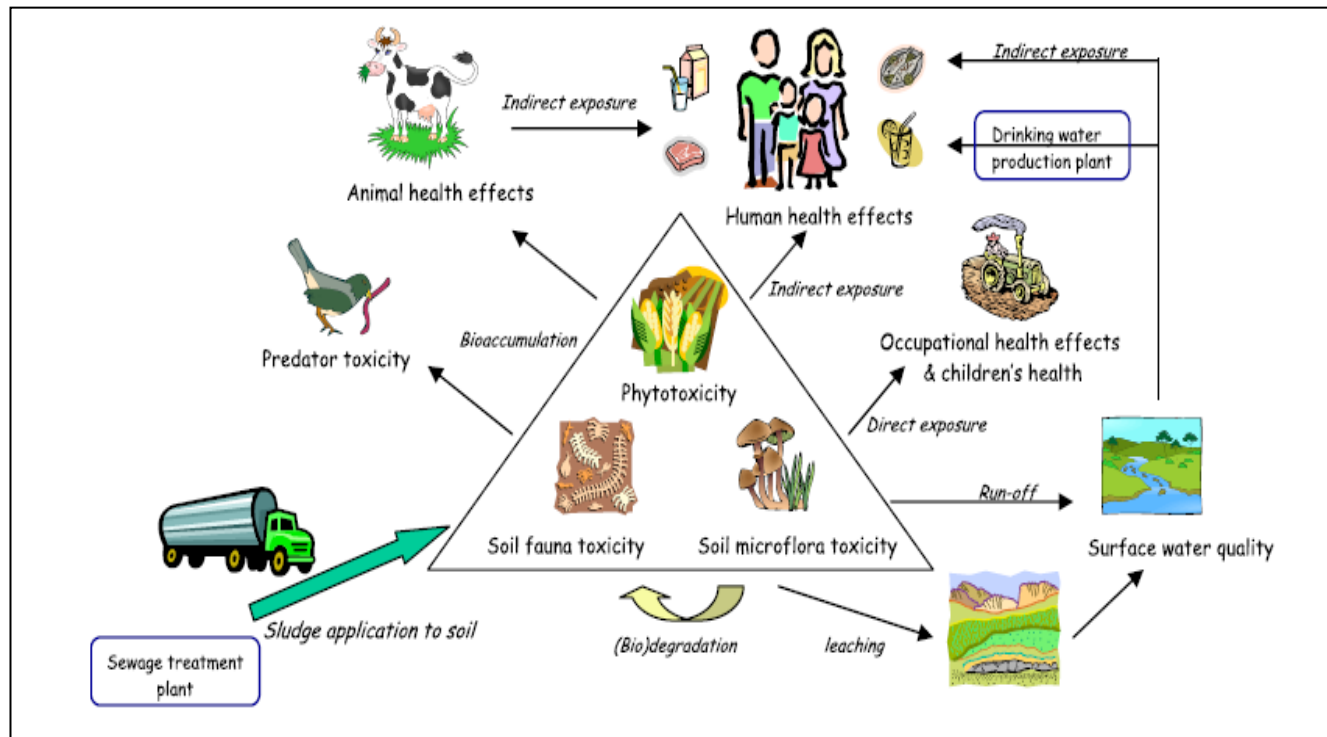 Indirect exposure
Indirect exposure
Drinking water
production plant
Animal health effects
Human health effects
Indirect exposure
Bioaccumulation
Predator toxicity
Occupational health effects
& children's health
Phytotoxicity
Direct exposure
Run-off
Soil fauna toxicity
Soil microflora toxicity
Surface water quality
Sludge application to soil
(Bio)degradation
leaching
Sewage treatment
plant